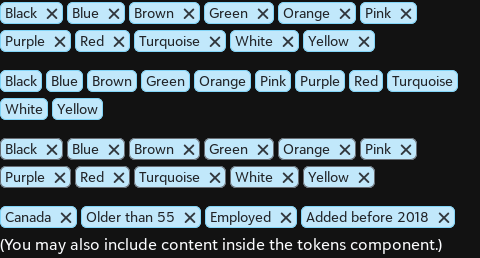 Black Blue Brown Green Orange Pink
Purple Red Turquoise White Yellow
Black Blue Brown Green Orange Pink Purple Red Turquoise
White Yellow
Black Blue Brown Green Orange Pink
Purple Red Turquoise White Yellow
Canada Older than 55 Employed Added before 2018
(You may also include content inside the tokens component.)